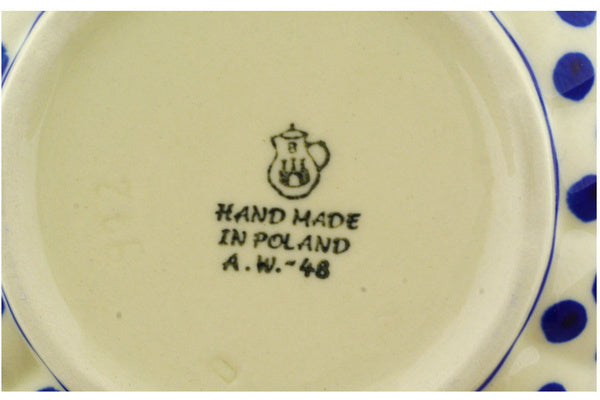 B
HAND MADE
IN POLAND
A.W.-48